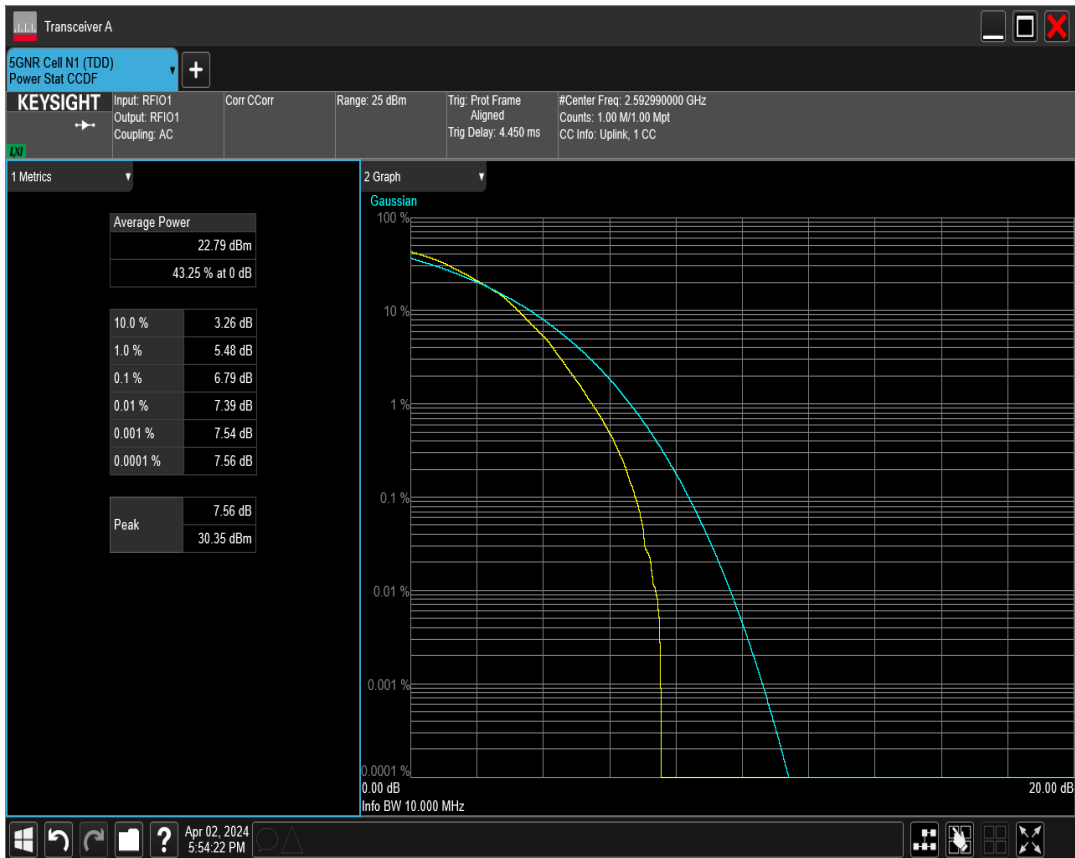 Transceiver A
5GNR Cell N1 (TDD)
Power Stat CCDF
+
KEYSIGHT
LXI
Input: RFIO1
Output: RFIO1
Coupling: AC
Corr CCorr
Range: 25 dBm
Trig: Prot Frame
Aligned
Trig Delay: 4.450 ms
#Center Freq: 2.592990000 GHz
Counts: 1.00 M/1.00 Mpt
CC Info: Uplink, 1 CC
1 Metrics
Average Power
22.79 dBm
43.25 % at 0 dB
10.0 % 3.26 dB
1.0 % 5.48 dB
0.1 % 6.79 dB
0.01 % 7.39 dB
0.001 % 7.54 dB
0.0001 % 7.56 dB
Peak 7.56 dB
30.35 dBm
2 Graph
Gaussian
100 %
10 %
1 %
0.1 %
0.01 %
0.001 %
0.0001 %
0.00 dB 20.00 dB
Info BW 10.000 MHz
?
Apr 02, 2024
5:54:22 PM